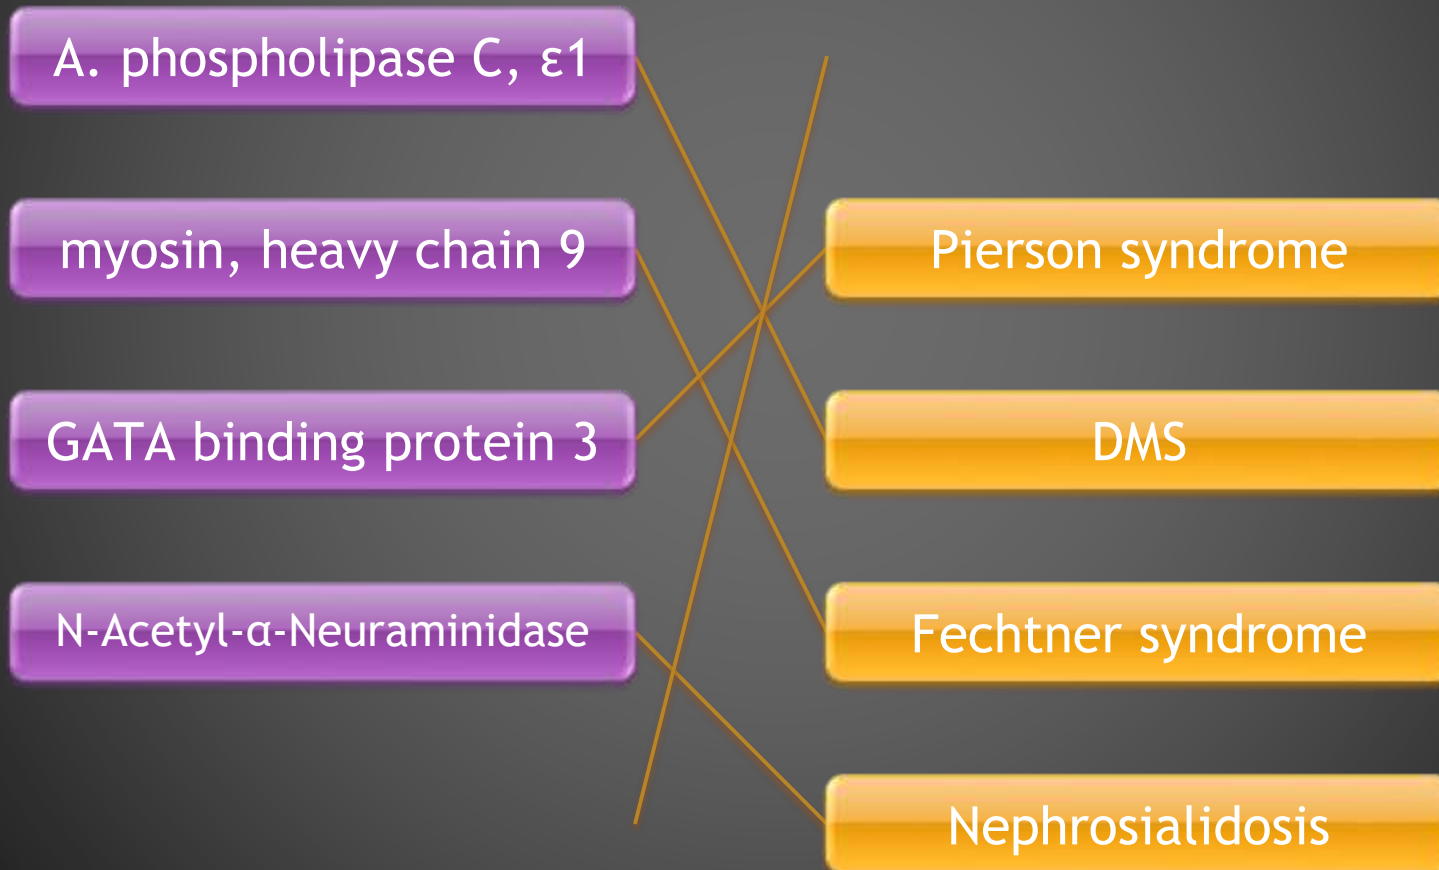 A. phospholipase C, ε1
myosin, heavy chain 9
Pierson syndrome
GATA binding protein 3
DMS
N-Acetyl-α-Neuraminidase
Fechtner syndrome
Nephrosialidosis